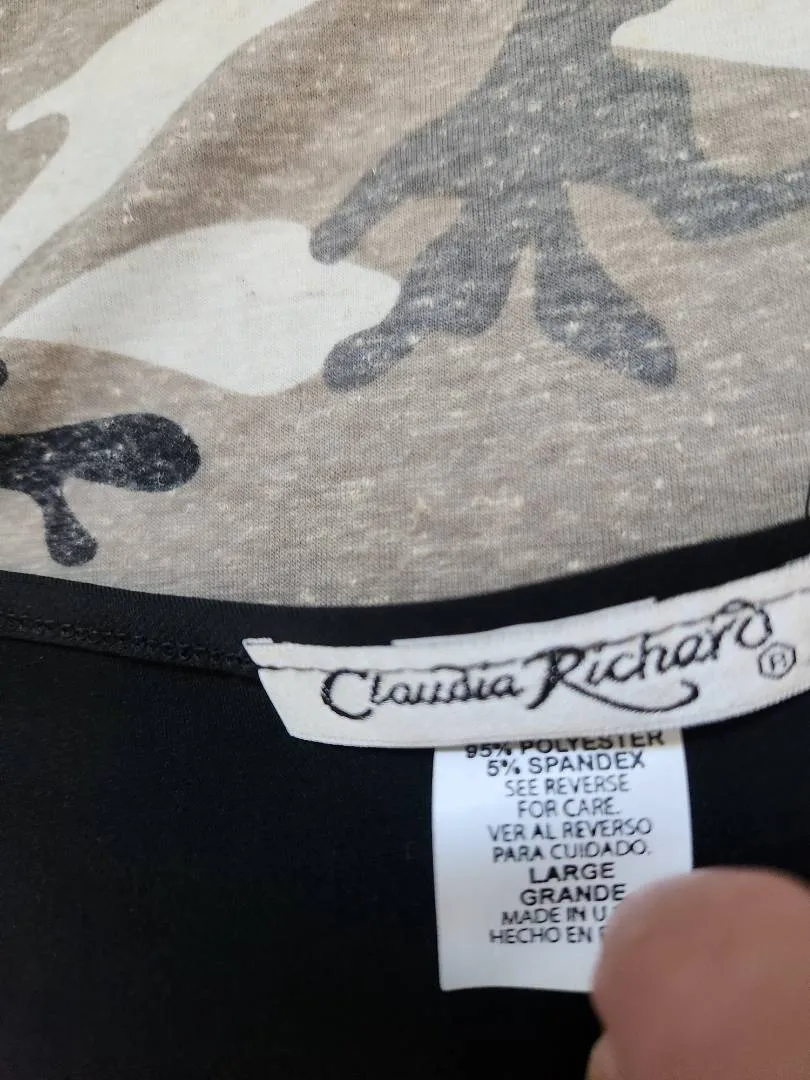 Claudia Richard ®
95% POLYESTER
5% SPANDEX
SEE REVERSE
FOR CARE.
VER AL REVERSO
PARA CUIDADO.
LARGE
GRANDE
MADE IN
HECHO EN